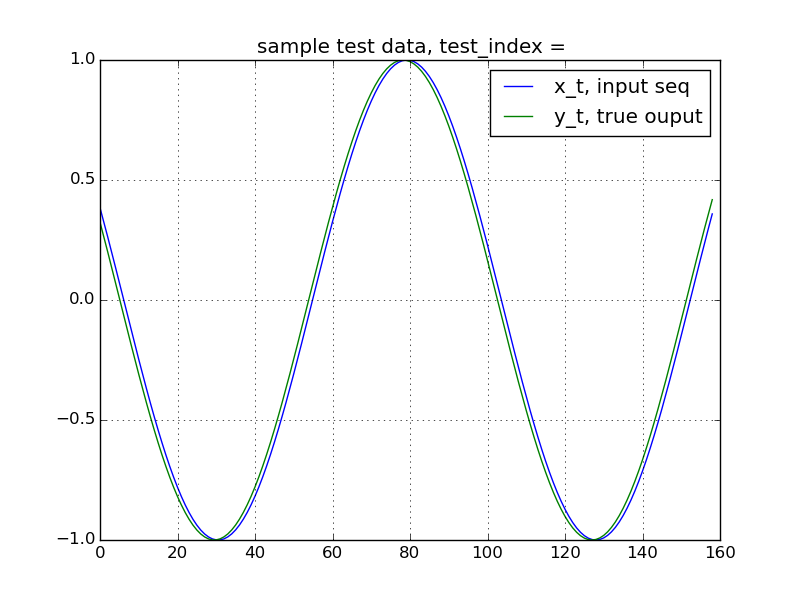 sample test data, test_index =
x_t, input seq
y_t, true ouput
1.0
0.5
0.0
−0.5
−1.0
0 20 40 60 80 100 120 140 160